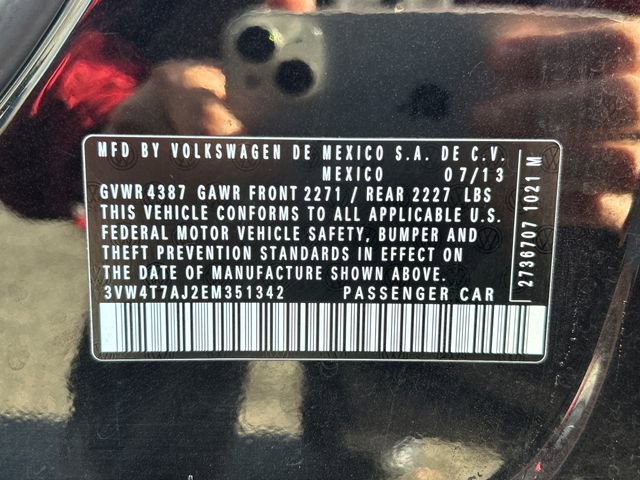 MFD BY VOLKSWAGEN DE MEXICO S.A. DE C.V.
MEXICO 07/13
GVWR 4387 GAWR FRONT 2271 / REAR 2227 LBS
THIS VEHICLE CONFORMS TO ALL APPLICABLE U.S.
FEDERAL MOTOR VEHICLE SAFETY, BUMPER AND
THEFT PREVENTION STANDARDS IN EFFECT ON
THE DATE OF MANUFACTURE SHOWN ABOVE.
3VW4T7AJ2EM351342 PASSENGER CAR
2736707 1021 M